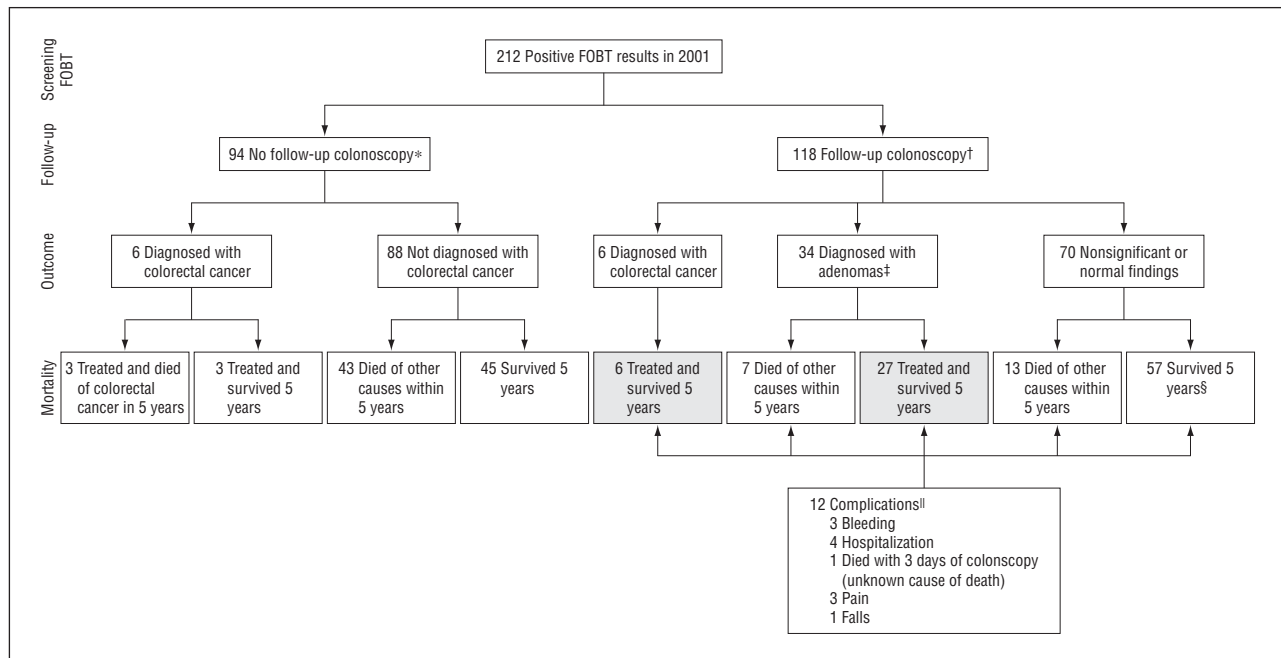 Screening
FOBT
212 Positive FOBT results in 2001
Follow-up
94 No follow-up colonoscopy*
118 Follow-up colonoscopy†
Outcome
6 Diagnosed with
colorectal cancer
88 Not diagnosed with
colorectal cancer
6 Diagnosed with
colorectal cancer
34 Diagnosed with
adenomas‡
70 Nonsignificant or
normal findings
Mortality
3 Treated and died
of colorectal
cancer in 5 years
3 Treated and
survived 5
years
43 Died of other
causes within
5 years
45 Survived 5
years
6 Treated and
survived 5
years
7 Died of other
causes within
5 years
27 Treated and
survived 5
years
13 Died of other
causes within
5 years
57 Survived 5
years§
12 Complications||
3 Bleeding
4 Hospitalization
1 Died with 3 days of colonscopy
(unknown cause of death)
3 Pain
1 Falls